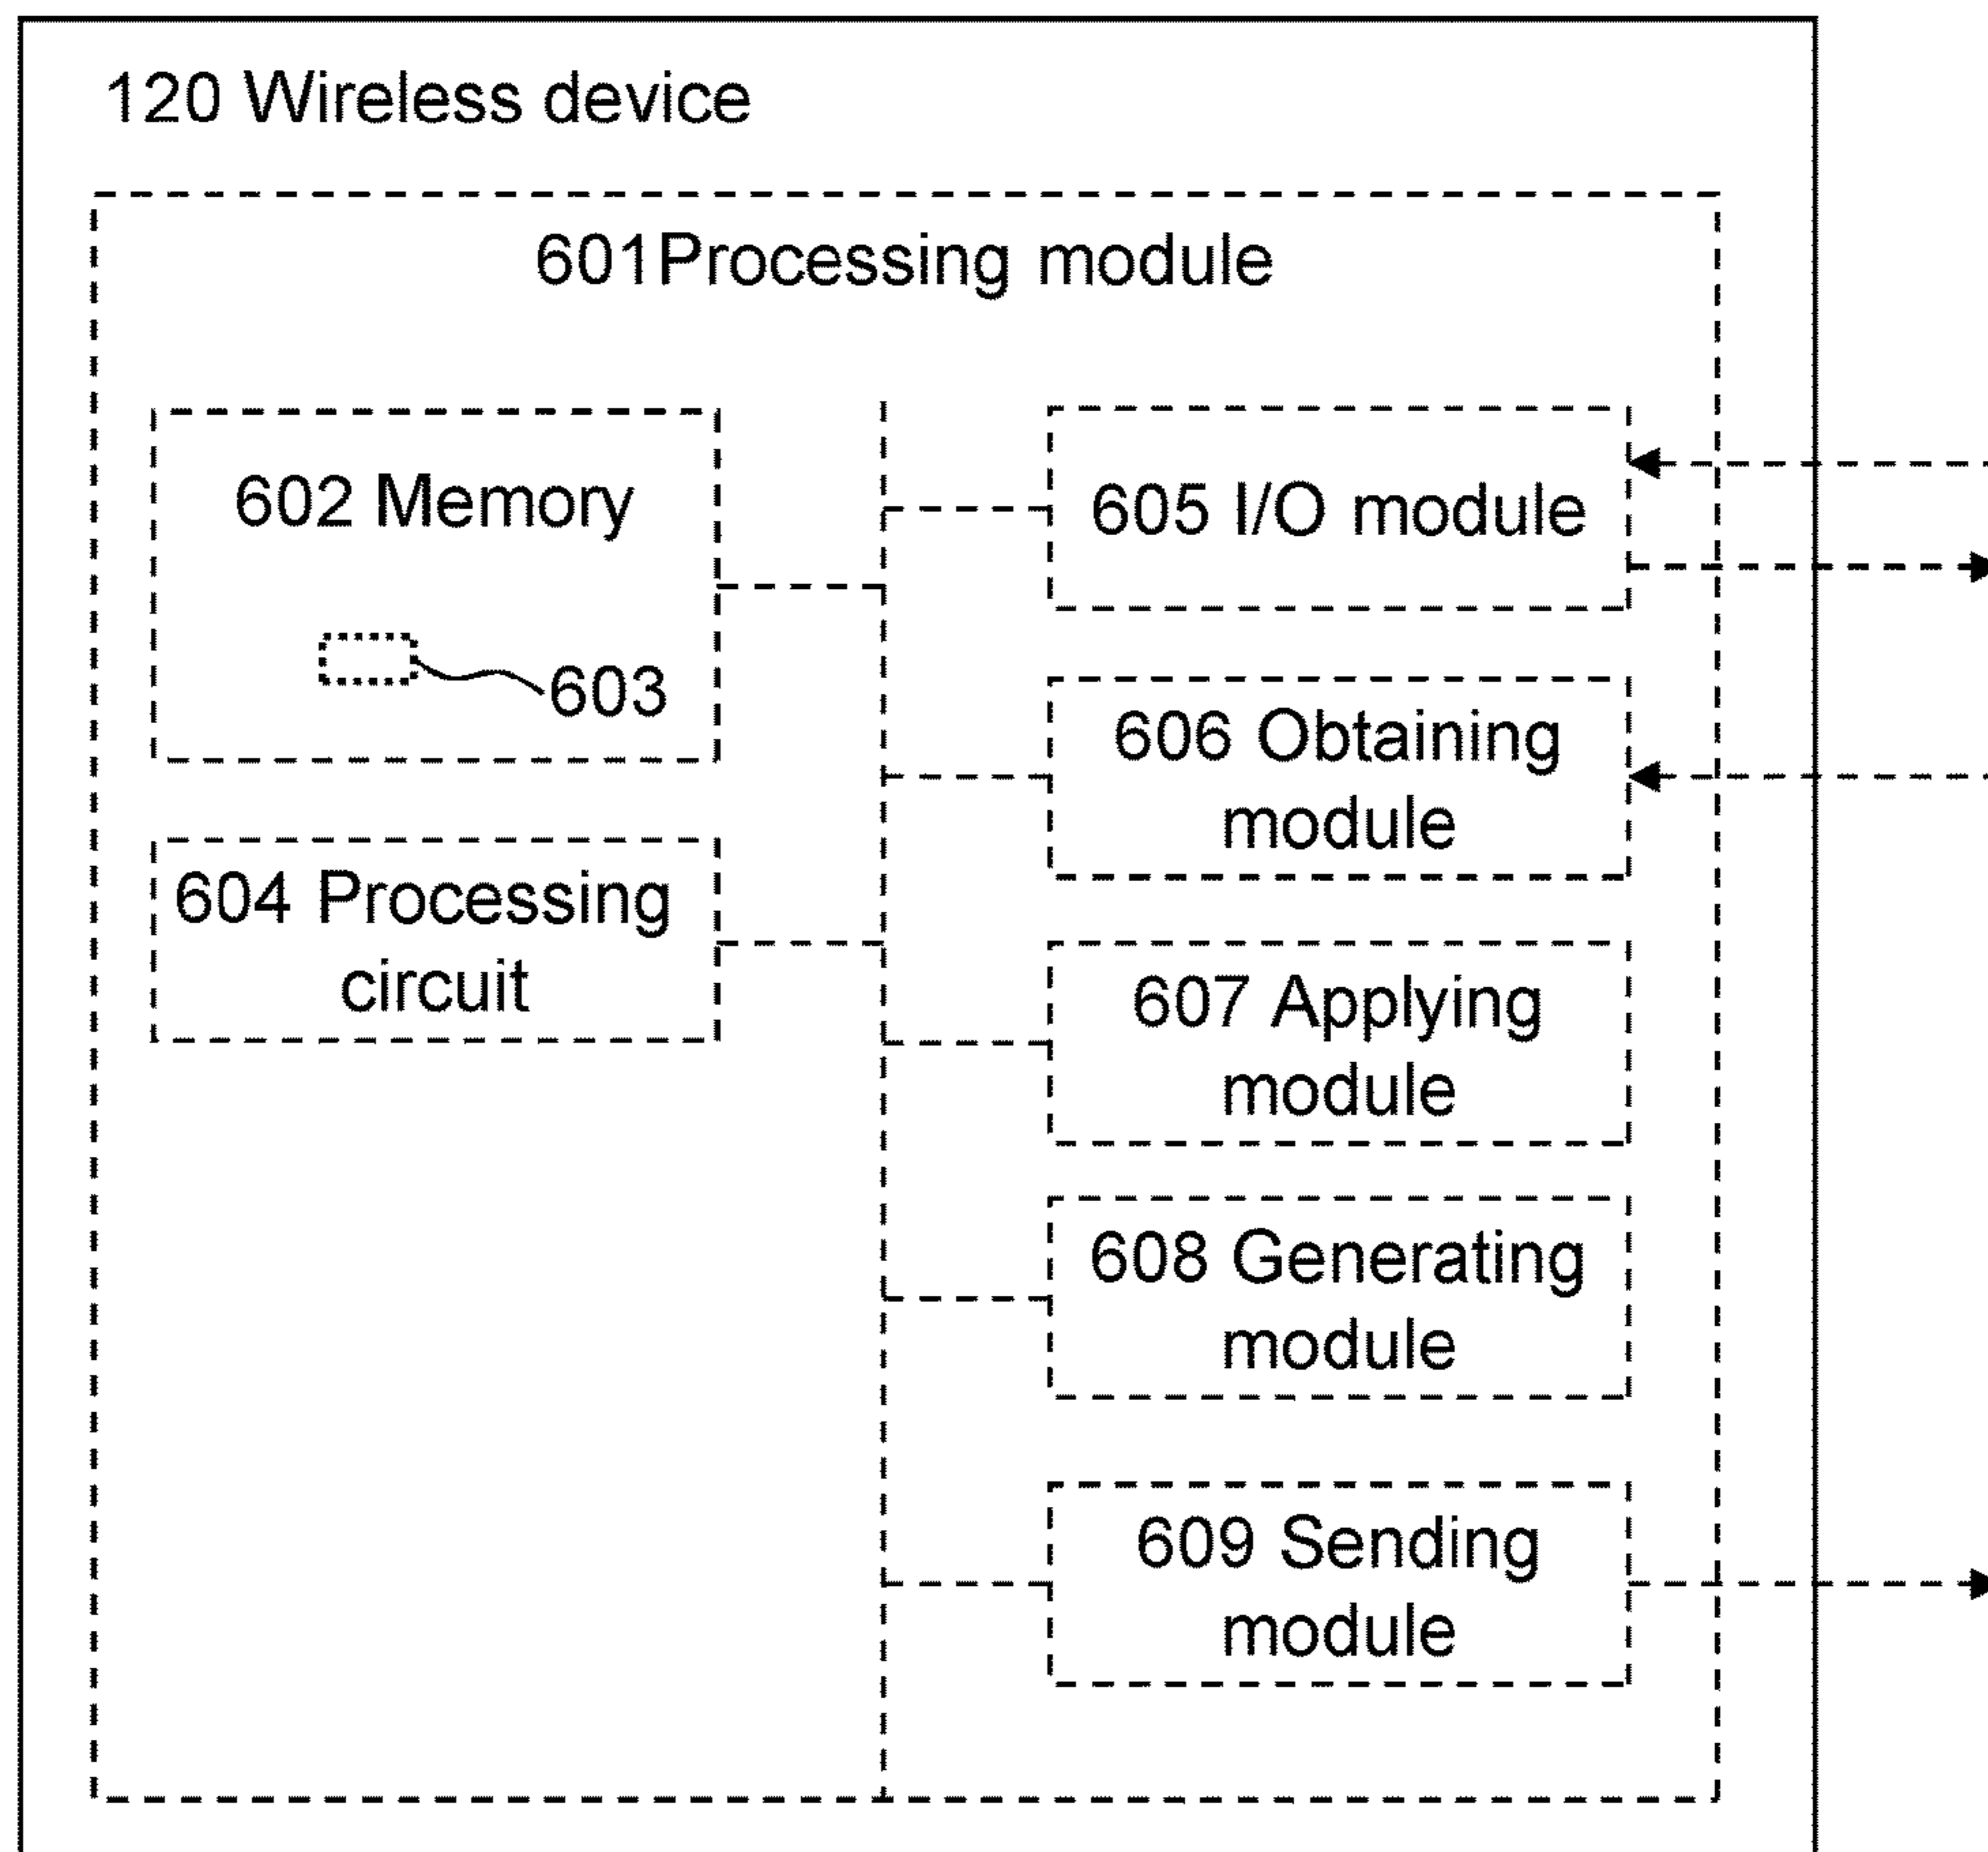 120 Wireless device
601Processing module
602 Memory
603
604 Processing
circuit
605 I/O module
606 Obtaining
module
607 Applying
module
608 Generating
module
609 Sending
module